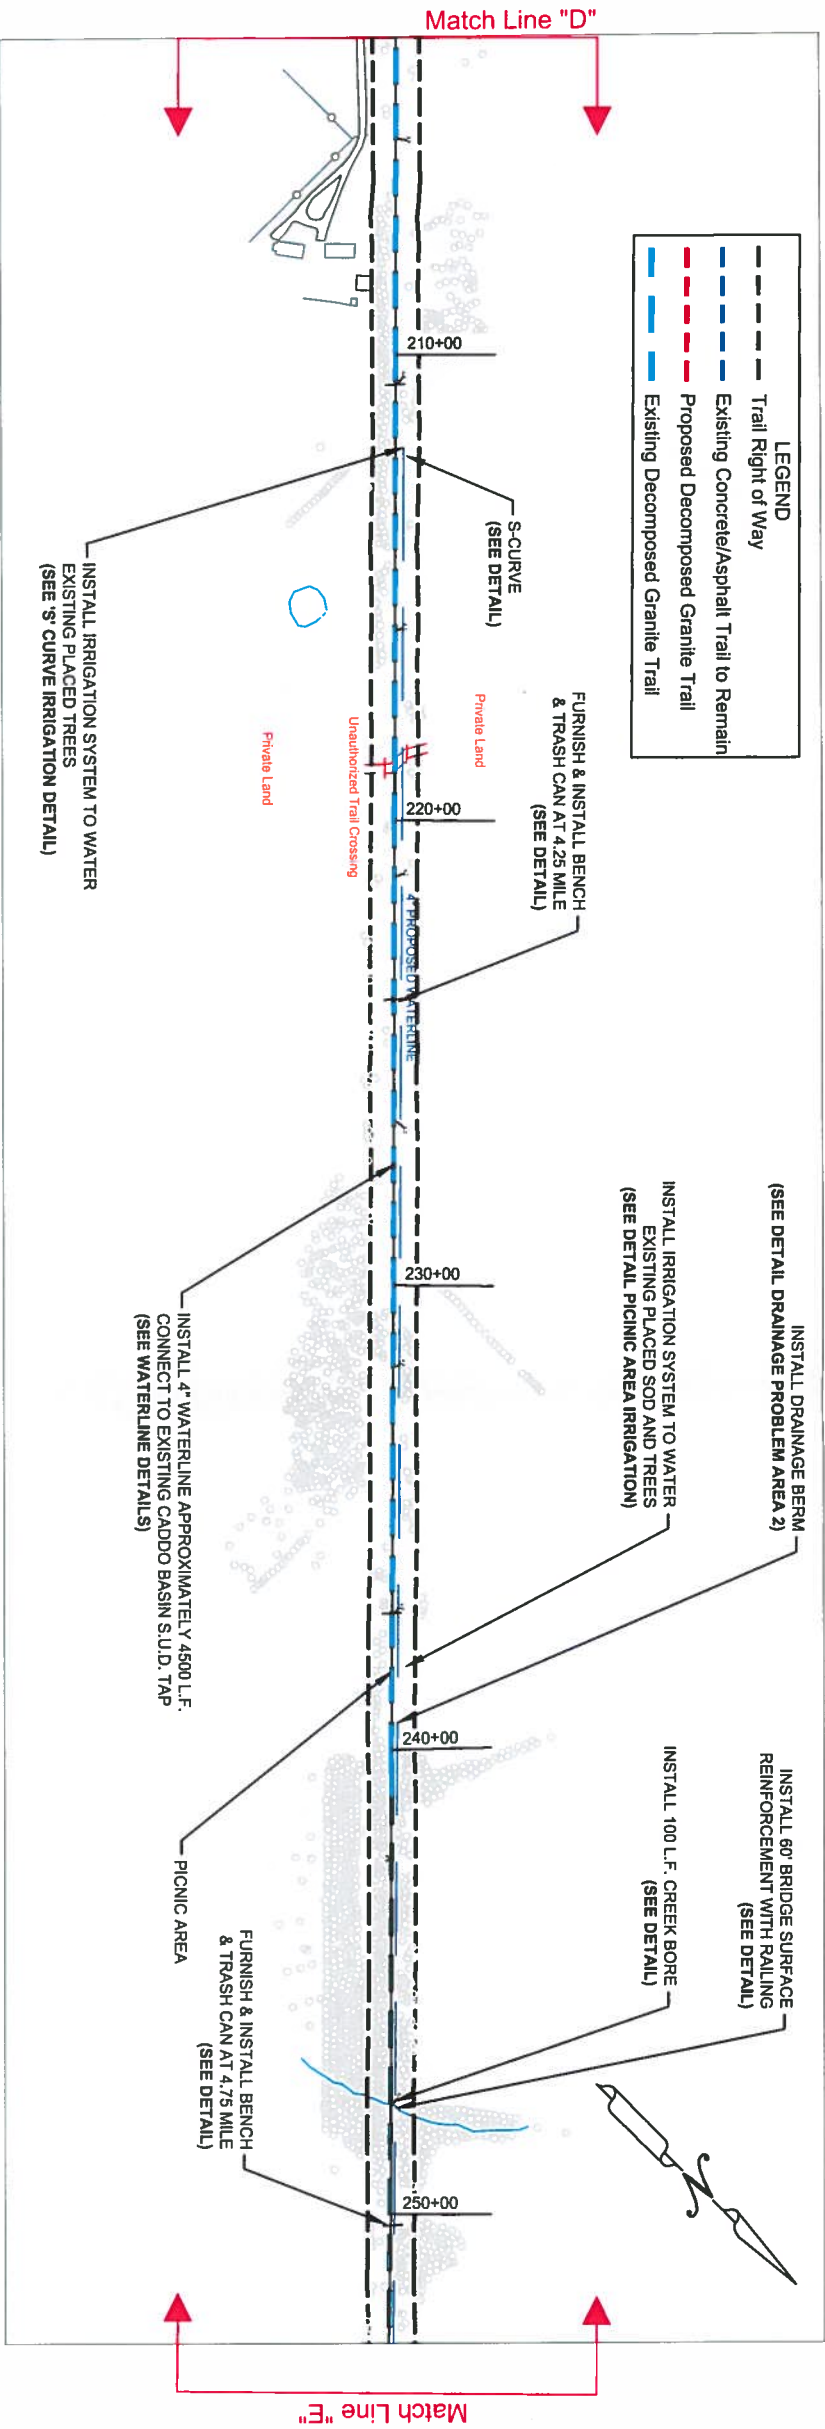 Match Line "D"
LEGEND
Trail Right of Way
Existing Concrete/Asphalt Trail to Remain
Proposed Decomposed Granite Trail
Existing Decomposed Granite Trail
210+00
S-CURVE
(SEE DETAIL)
INSTALL IRRIGATION SYSTEM TO WATER
EXISTING PLACED TREES
(SEE 'S' CURVE IRRIGATION DETAIL)
Private Land
Unauthorized Trail Crossing
Private Land
220+00
FURNISH & INSTALL BENCH
& TRASH CAN AT 4.25 MILE
(SEE DETAIL)
4" PROPOSED WATERLINE
230+00
INSTALL 4" WATERLINE APPROXIMATELY 4500 L.F.
CONNECT TO EXISTING CADDO BASIN S.U.D. TAP
(SEE WATERLINE DETAILS)
INSTALL IRRIGATION SYSTEM TO WATER
EXISTING PLACED SOD AND TREES
(SEE DETAIL PICINIC AREA IRRIGATION)
INSTALL DRAINAGE BERM
(SEE DETAIL DRAINAGE PROBLEM AREA 2)
240+00
PICNIC AREA
INSTALL 100 L.F. CREEK BORE
(SEE DETAIL)
INSTALL 60' BRIDGE SURFACE
REINFORCEMENT WITH RAILING
(SEE DETAIL)
FURNISH & INSTALL BENCH
& TRASH CAN AT 4.75 MILE
(SEE DETAIL)
250+00
N
Match Line "E"